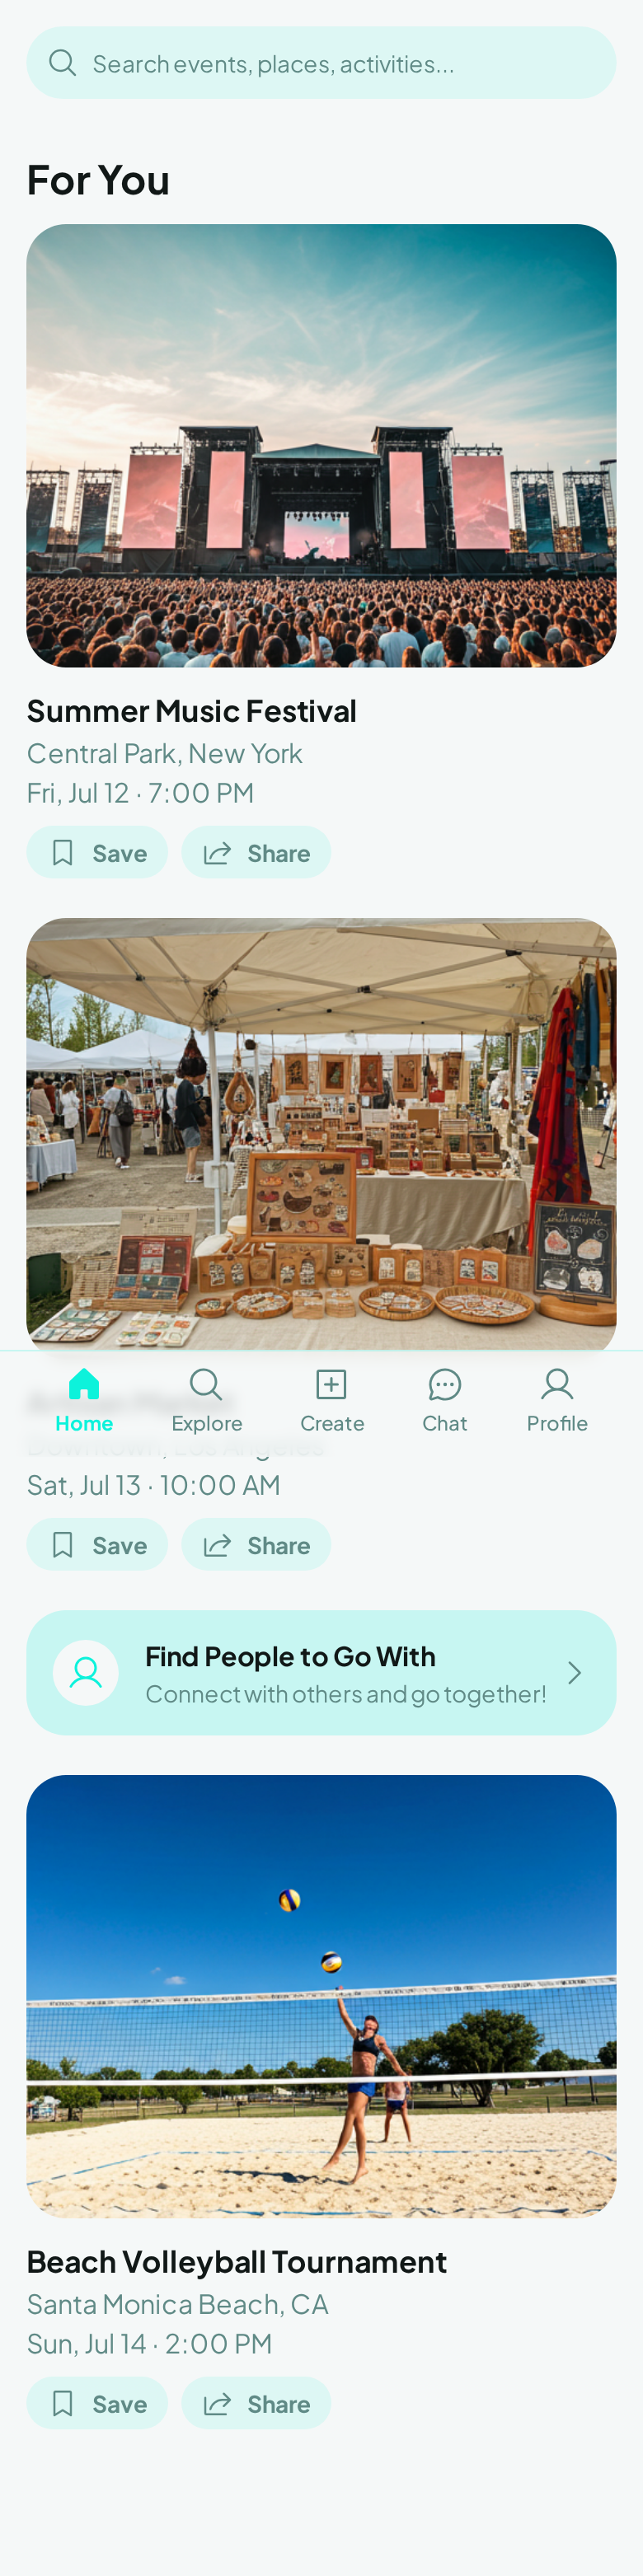 Search events, places, activities...
For You
Summer Music Festival
Central Park, New York
Fri, Jul 12 · 7:00 PM
Save
Share
Home
Explore
Create
Chat
Profile
Downtown, Los Angeles
Sat, Jul 13 · 10:00 AM
Save
Share
Find People to Go With
Connect with others and go together!
Beach Volleyball Tournament
Santa Monica Beach, CA
Sun, Jul 14 · 2:00 PM
Save
Share